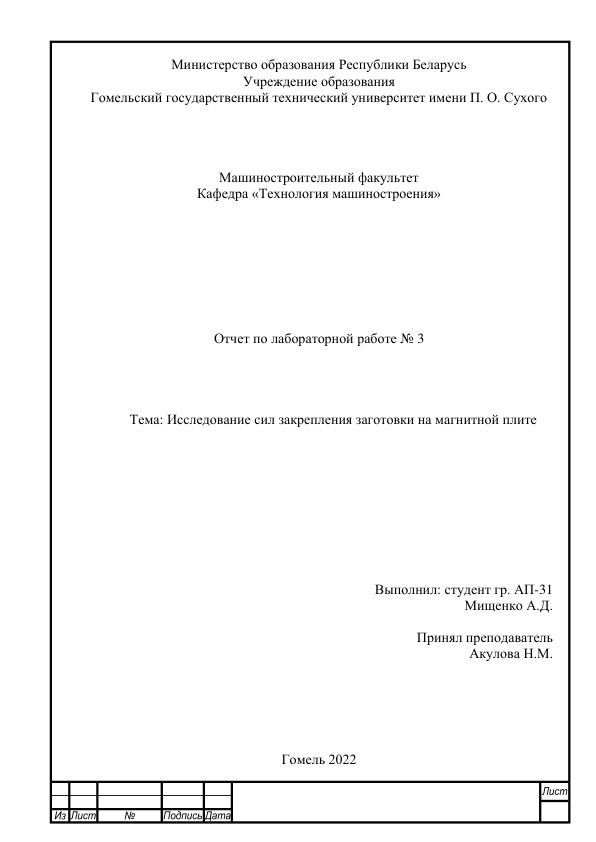 Министерство образования Республики Беларусь
Учреждение образования
Гомельский государственный технический университет имени П. О. Сухого
Машиностроительный факультет
Кафедра «Технология машиностроения»
Отчет по лабораторной работе № 3
Тема: Исследование сил закрепления заготовки на магнитной плите
Выполнил: студент гр. АП-31
Мищенко А.Д.
Принял преподаватель
Акулова Н.М.
Гомель 2022
Лист
Из Лист № Подпись Дата